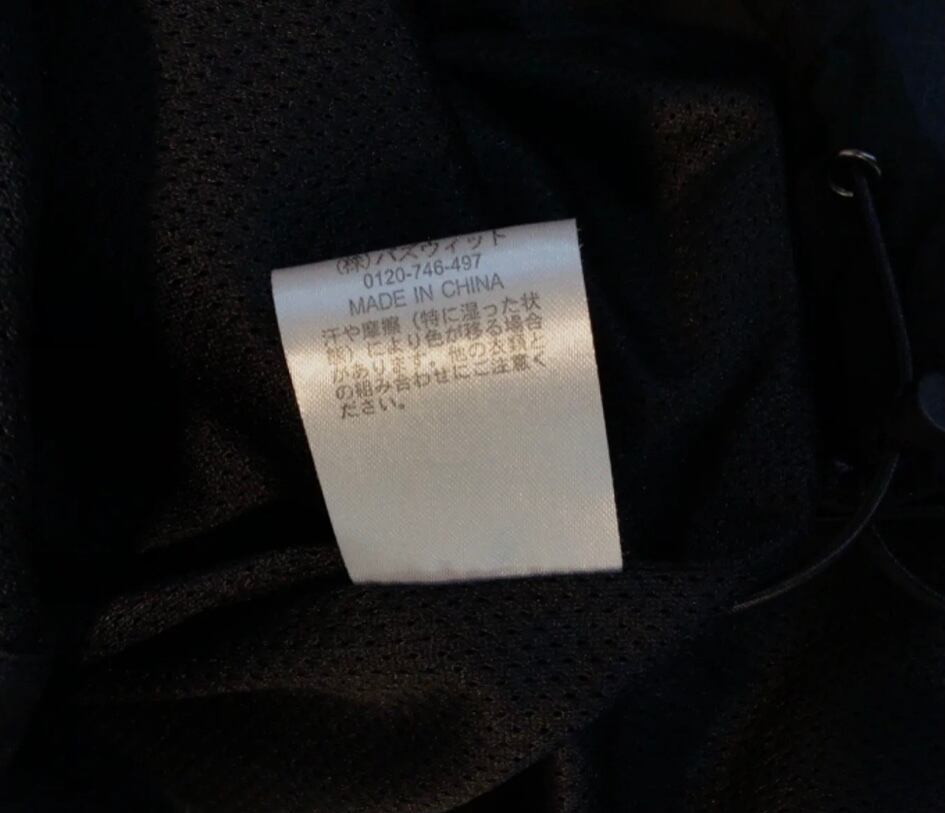 (株)バズウィット
0120-746-497
MADE IN CHINA
汗や摩擦（特に湿った状
態）により色が移る場合
があります。他の衣類と
の組み合わせにご注意く
ださい。